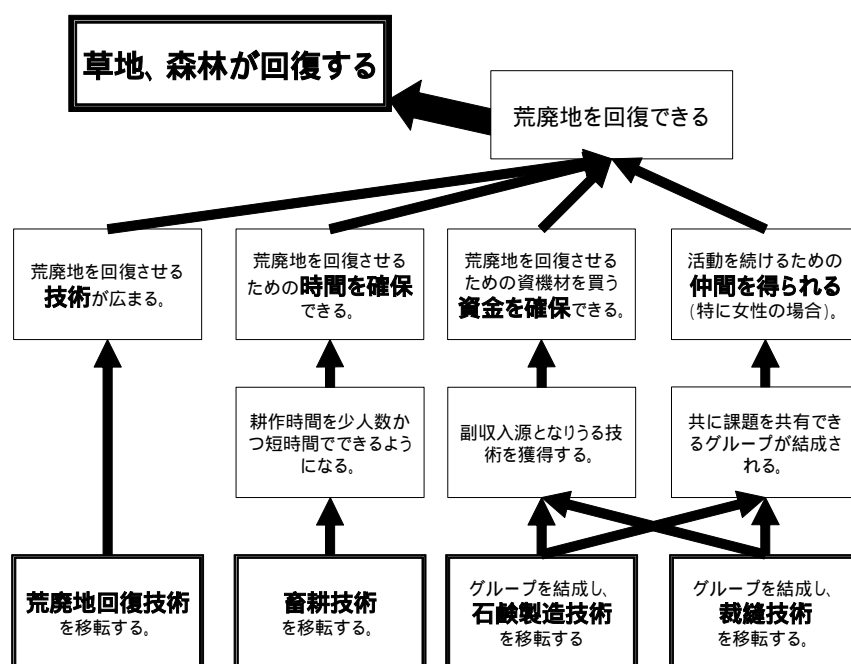 草地、森林が回復する
荒廃地を回復できる
荒廃地を回復させる
技術が広まる。
荒廃地を回復させる
ための時間を確保
できる。
荒廃地を回復させる
ための資機材を買う
資金を確保できる。
活動を続けるための
仲間を得られる
(特に女性の場合)。
耕作時間を少人数か
つ短時間でできるよう
になる。
副収入源となりうる技
術を獲得する。
共に課題を共有でき
るグループが結成さ
れる。
荒廃地回復技術
を移転する。
畜耕技術
を移転する。
グループを結成し、
石鹸製造技術
を移転する
グループを結成し、
裁縫技術
を移転する。